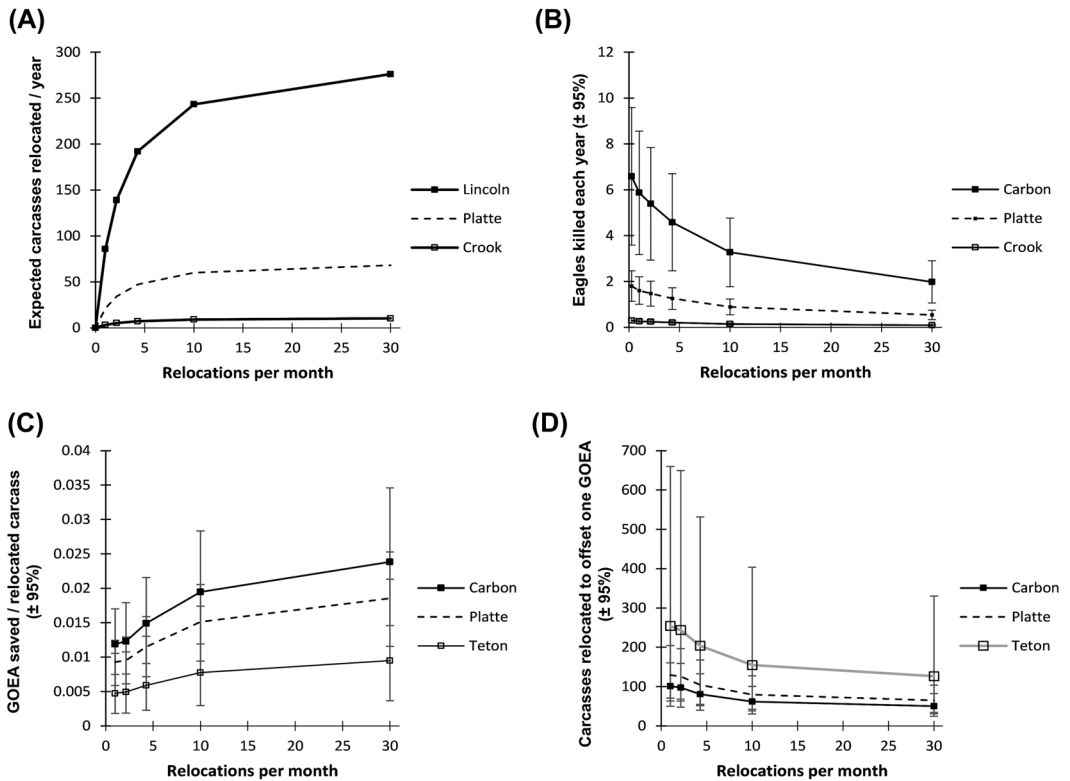 (A)
Expected carcasses relocated / year
300
250
200
150
100
50
0
0 5 10 15 20 25 30
Relocations per month
Lincoln
Platte
Crook
(B)
Eagles killed each year (± 95%)
12
10
8
6
4
2
0
0 5 10 15 20 25 30
Relocations per month
Carbon
Platte
Crook
(C)
GOEA saved / relocated carcass
(± 95%)
0.04
0.035
0.03
0.025
0.02
0.015
0.01
0.005
0
0 5 10 15 20 25 30
Relocations per month
Carbon
Platte
Teton
(D)
Carcasses relocated to offset one GOEA
(± 95%)
700
600
500
400
300
200
100
0
0 5 10 15 20 25 30
Relocations per month
Carbon
Platte
Teton